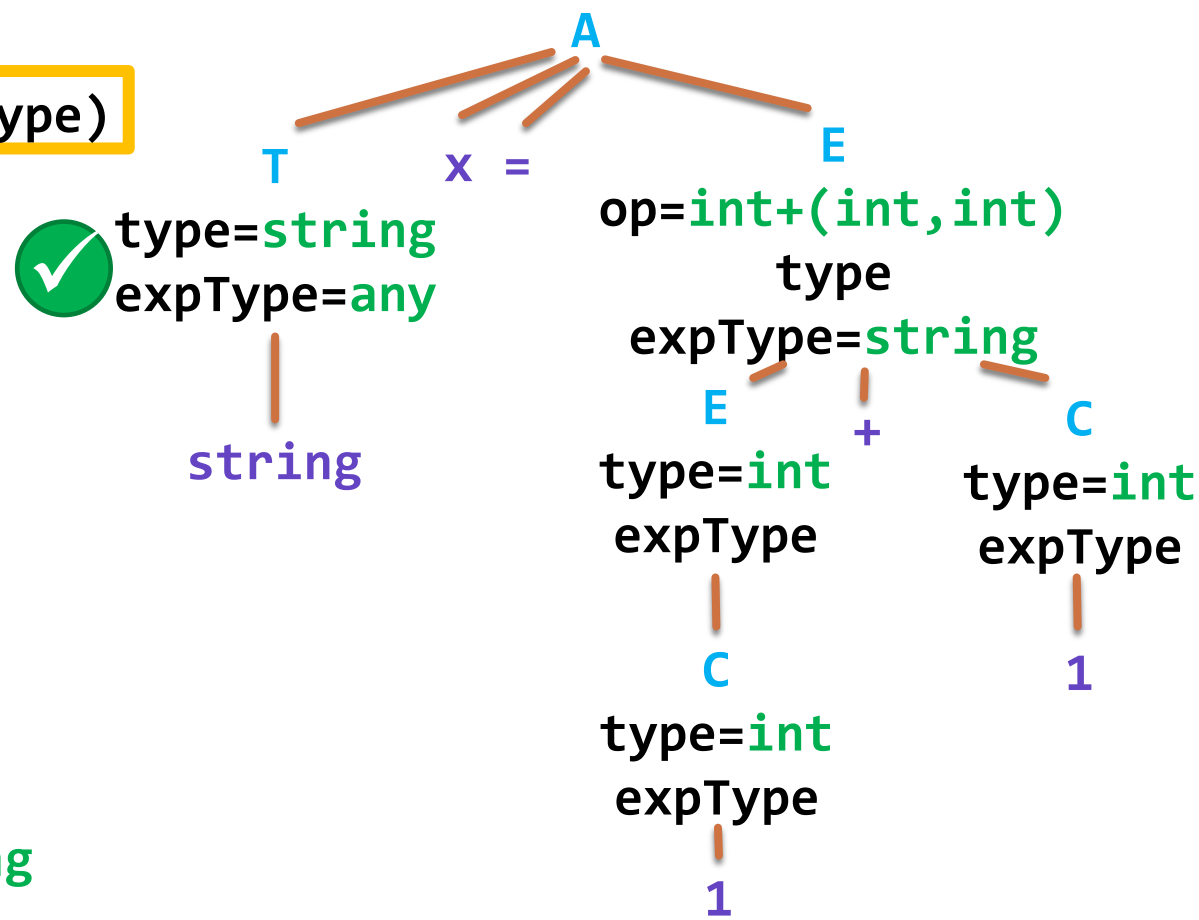 A
ype)
T
x =
E
type=string
expType=any
op=int+(int,int)
type
expType=string
string
E
+
C
type=int
expType
type=int
expType
C
1
type=int
expType
1
g